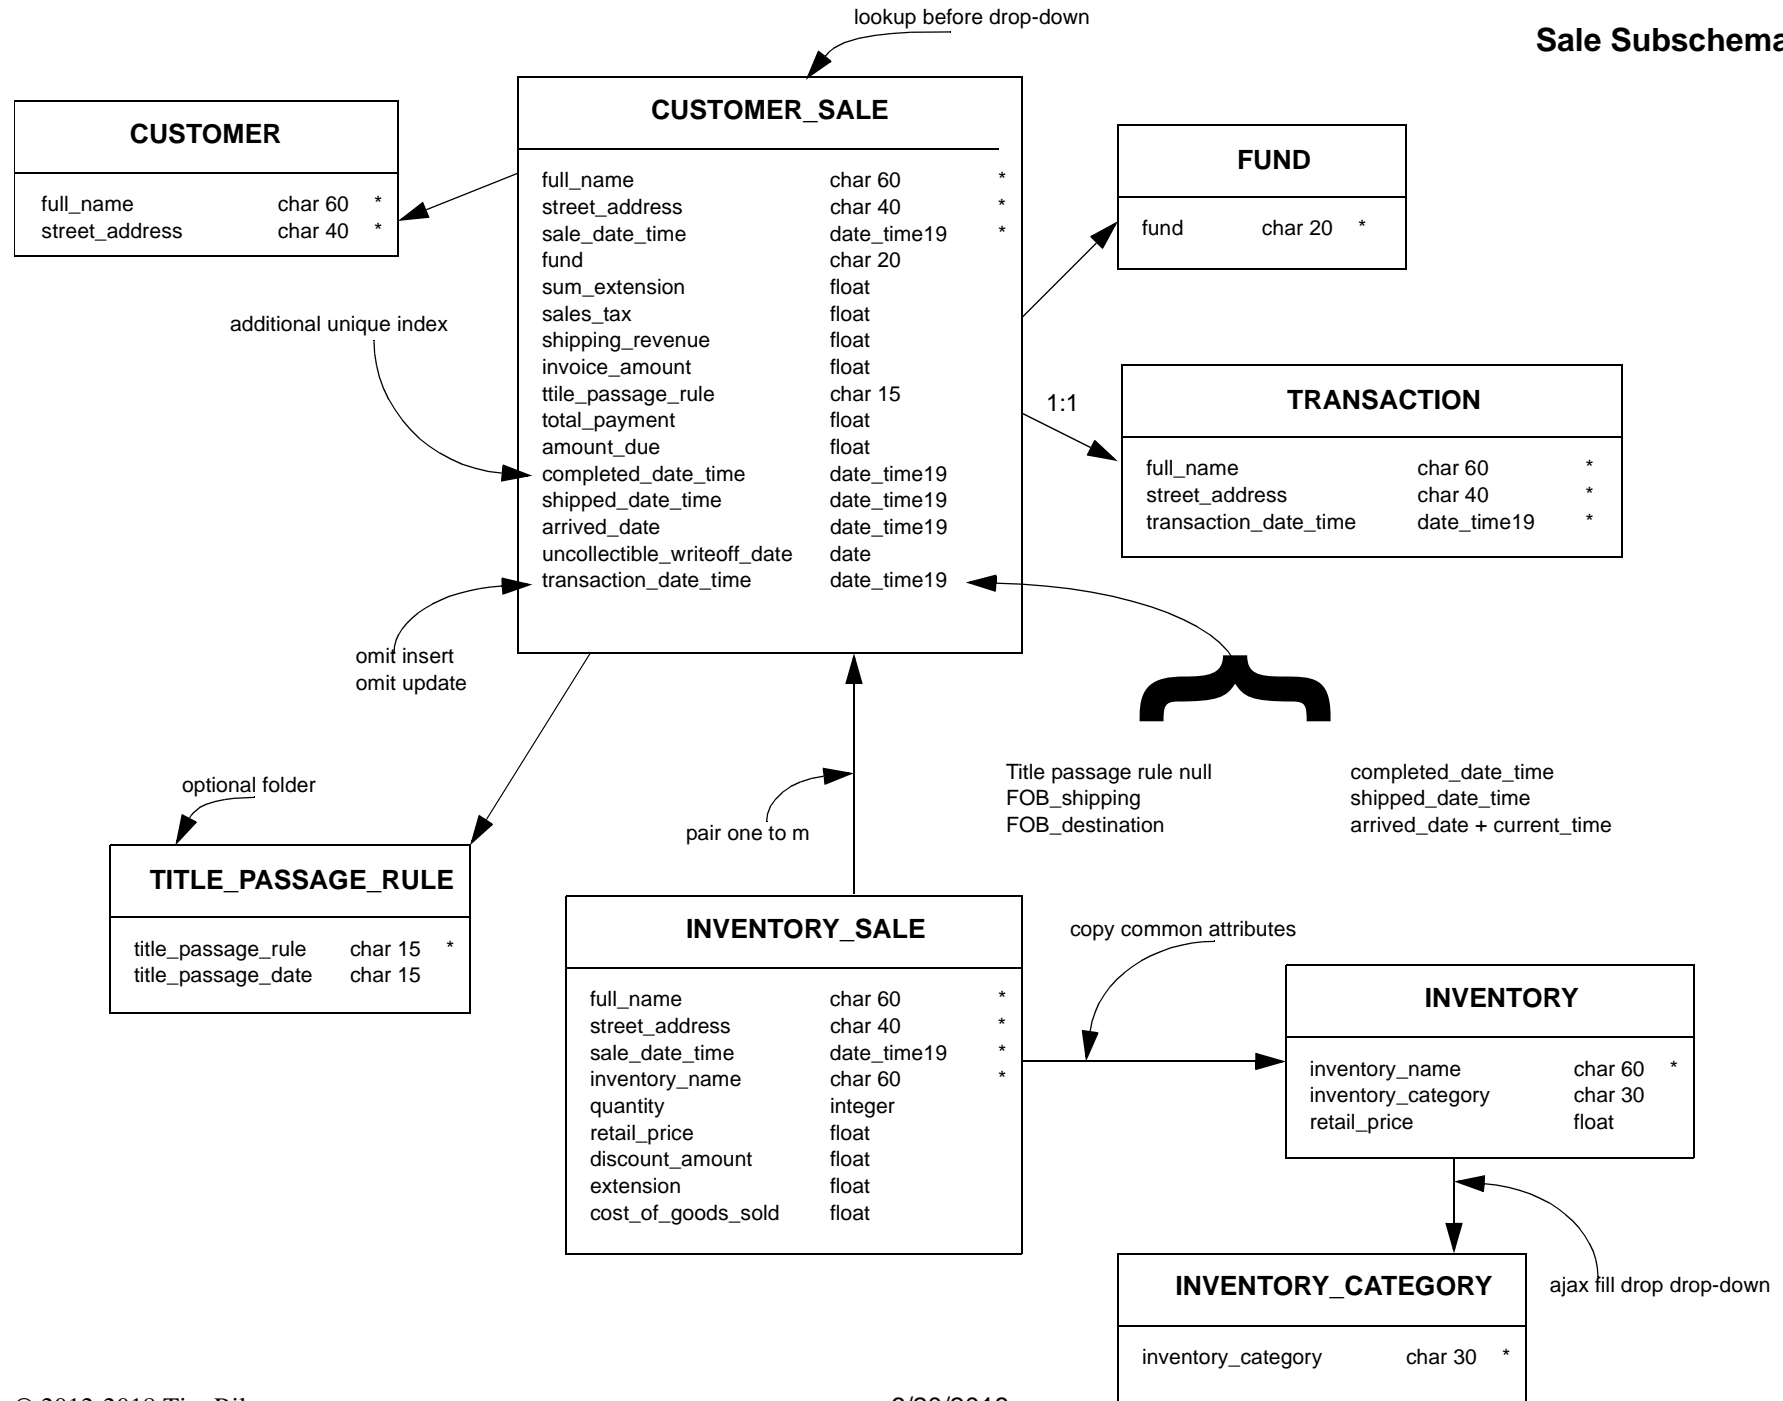 lookup before drop-down
Sale Subschema
CUSTOMER
full_name char 60 *
street_address char 40 *
CUSTOMER_SALE
full_name char 60 *
street_address char 40 *
sale_date_time date_time19 *
fund char 20
sum_extension float
sales_tax float
shipping_revenue float
invoice_amount float
ttile_passage_rule char 15
total_payment float
amount_due float
completed_date_time date_time19
shipped_date_time date_time19
arrived_date date_time19
uncollectible_writeoff_date date
transaction_date_time date_time19
FUND
fund char 20 *
additional unique index
1:1
TRANSACTION
full_name char 60 *
street_address char 40 *
transaction_date_time date_time19 *
omit insert
omit update
optional folder
pair one to m
Title passage rule null completed_date_time
FOB_shipping shipped_date_time
FOB_destination arrived_date + current_time
TITLE_PASSAGE_RULE
title_passage_rule char 15 *
title_passage_date char 15
INVENTORY_SALE
full_name char 60 *
street_address char 40 *
sale_date_time date_time19 *
inventory_name char 60 *
quantity integer
retail_price float
discount_amount float
extension float
cost_of_goods_sold float
copy common attributes
INVENTORY
inventory_name char 60 *
inventory_category char 30
retail_price float
ajax fill drop drop-down
INVENTORY_CATEGORY
inventory_category char 30 *